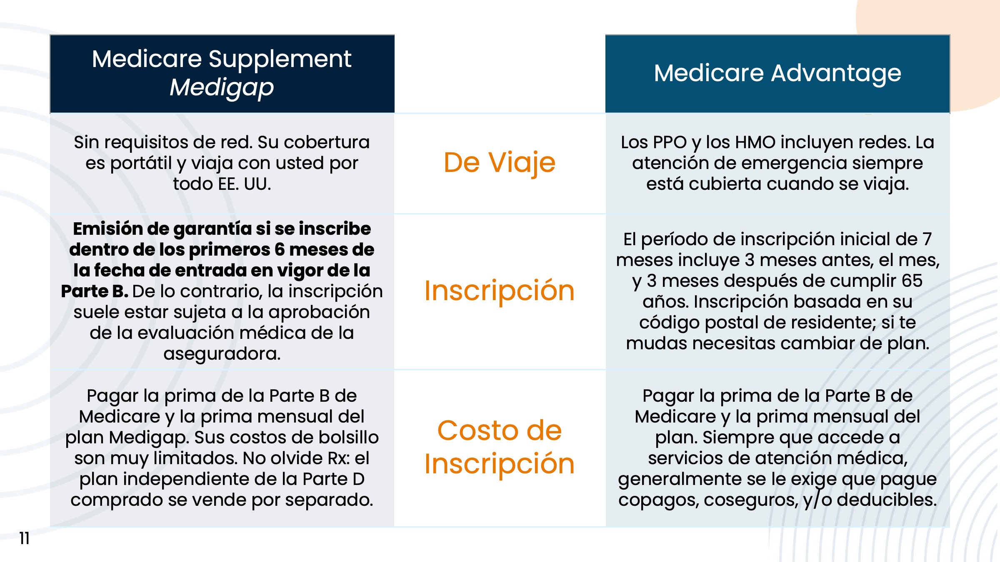 Medicare Supplement
Medigap
Medicare Advantage
Sin requisitos de red. Su cobertura
es portátil y viaja con usted por
todo EE. UU.
De Viaje
Los PPO y los HMO incluyen redes. La
atención de emergencia siempre
está cubierta cuando se viaja.
Emisión de garantía si se inscribe
dentro de los primeros 6 meses de
la fecha de entrada en vigor de la
Parte B. De lo contrario, la inscripción
suele estar sujeta a la aprobación
de la evaluación médica de la
aseguradora.
Inscripción
El período de inscripción inicial de 7
meses incluye 3 meses antes, el mes,
y 3 meses después de cumplir 65
años. Inscripción basada en su
código postal de residente; si te
mudas necesitas cambiar de plan.
Pagar la prima de la Parte B de
Medicare y la prima mensual del
plan Medigap. Sus costos de bolsillo
son muy limitados. No olvide Rx: el
plan independiente de la Parte D
comprado se vende por separado.
Costo de
Inscripción
Pagar la prima de la Parte B de
Medicare y la prima mensual del
plan. Siempre que accede a
servicios de atención médica,
generalmente se le exige que pague
copagos, coseguros, y/o deducibles.
11